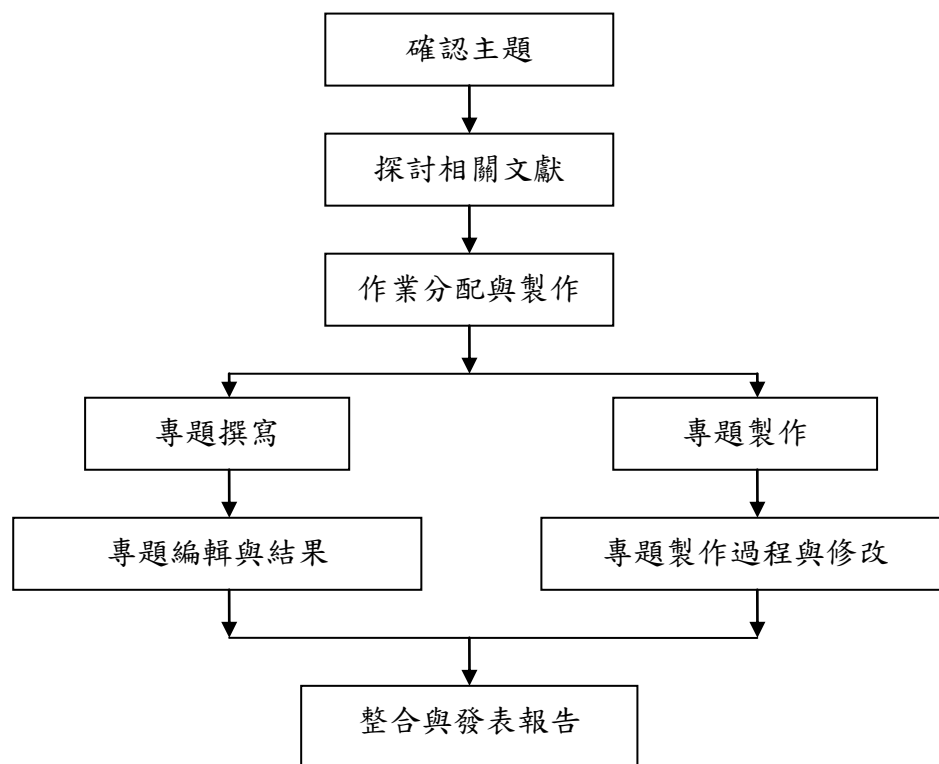 確認主題
探討相關文獻
作業分配與製作
專題撰寫
專題製作
專題編輯與結果
專題製作過程與修改
整合與發表報告